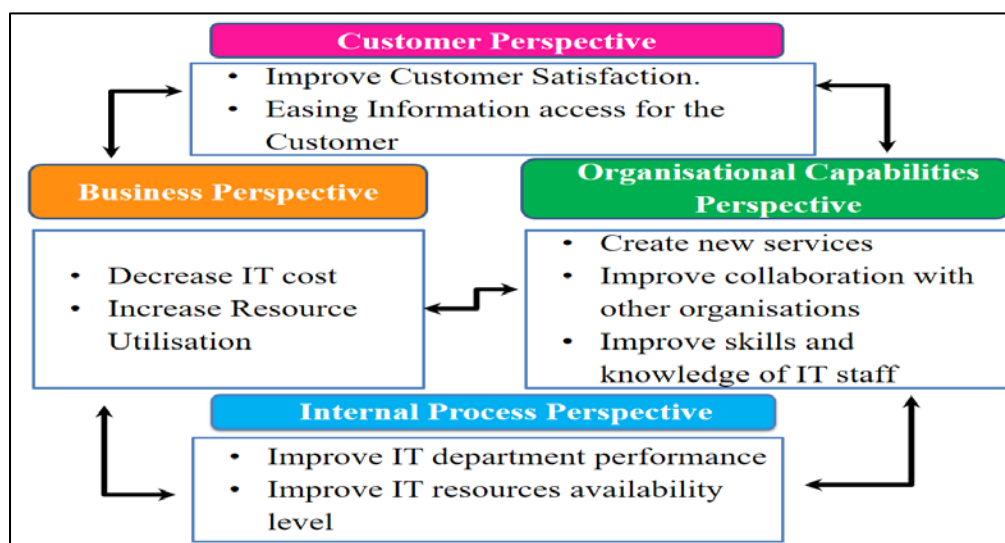 Customer Perspective
• Improve Customer Satisfaction.
• Easing Information access for the
Customer
Business Perspective
• Decrease IT cost
• Increase Resource
Utilisation
Organisational Capabilities
Perspective
• Create new services
• Improve collaboration with
other organisations
• Improve skills and
knowledge of IT staff
Internal Process Perspective
• Improve IT department performance
• Improve IT resources availability
level